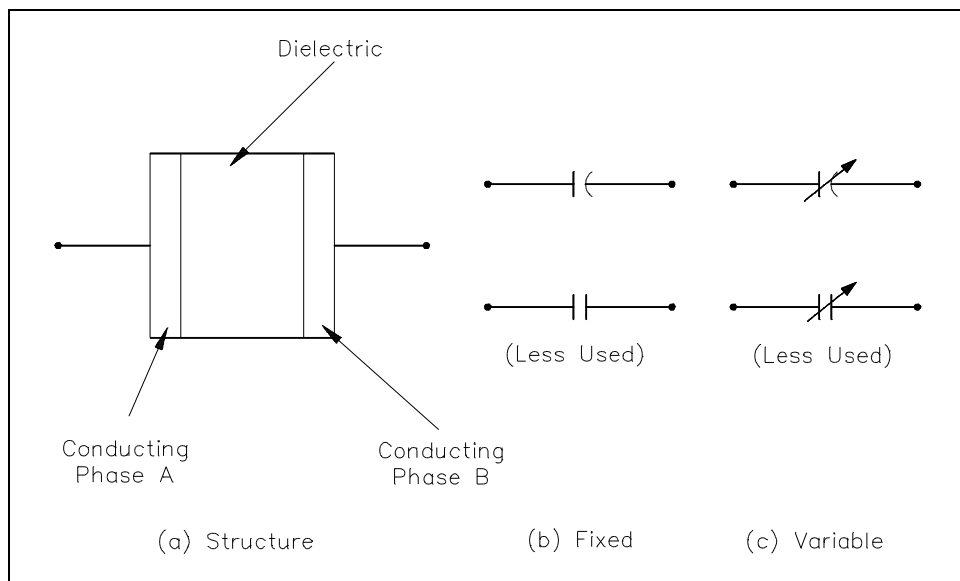 Dielectric
(Less Used)
(Less Used)
Conducting
Phase A
Conducting
Phase B
(a) Structure
(b) Fixed
(c) Variable